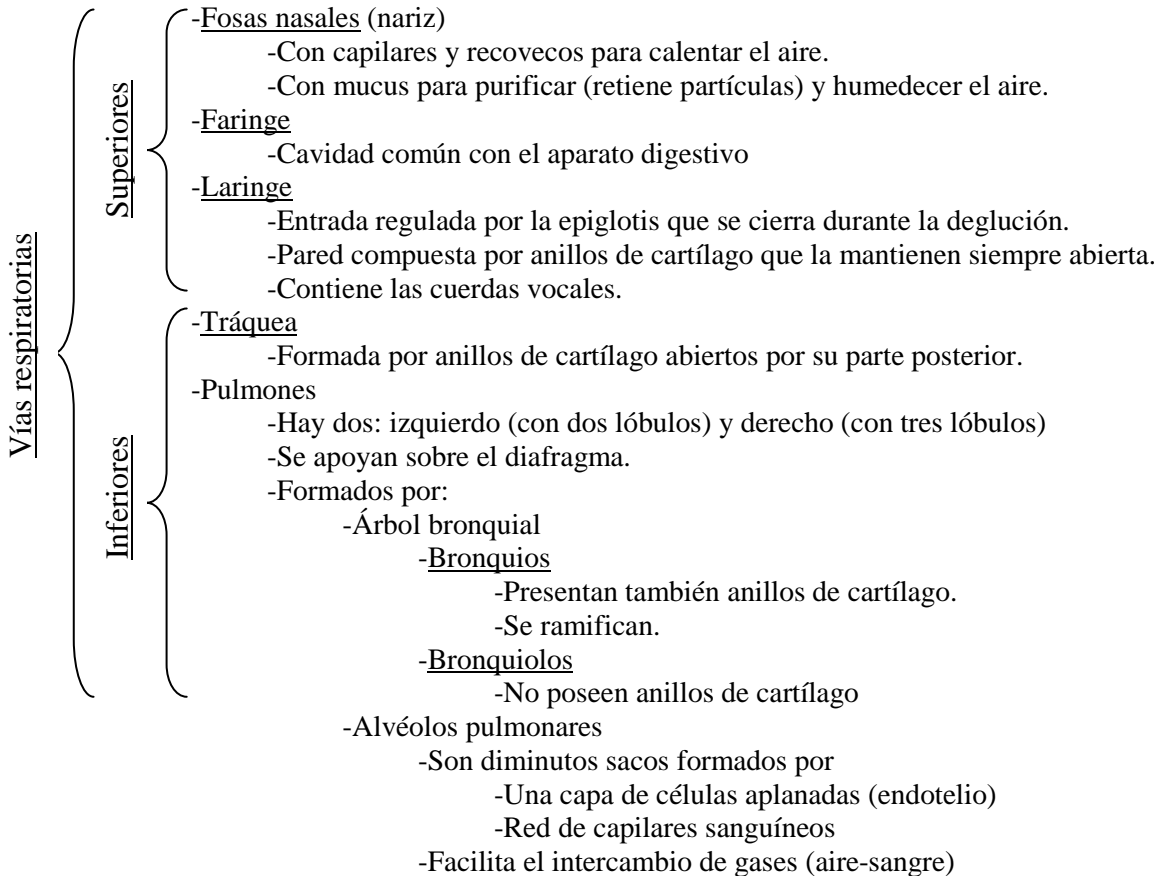 Vías respiratorias
Superiores
-Fosas nasales (nariz)
-Con capilares y recovecos para calentar el aire.
-Con mucus para purificar (retiene partículas) y humedecer el aire.
-Faringe
-Cavidad común con el aparato digestivo
-Laringe
-Entrada regulada por la epiglotis que se cierra durante la deglución.
-Pared compuesta por anillos de cartílago que la mantienen siempre abierta.
-Contiene las cuerdas vocales.
Inferiores
-Tráquea
-Formada por anillos de cartílago abiertos por su parte posterior.
-Pulmones
-Hay dos: izquierdo (con dos lóbulos) y derecho (con tres lóbulos)
-Se apoyan sobre el diafragma.
-Formados por:
-Árbol bronquial
-Bronquios
-Presentan también anillos de cartílago.
-Se ramifican.
-Bronquiolos
-No poseen anillos de cartílago
-Alvéolos pulmonares
-Son diminutos sacos formados por
-Una capa de células aplanadas (endotelio)
-Red de capilares sanguíneos
-Facilita el intercambio de gases (aire-sangre)